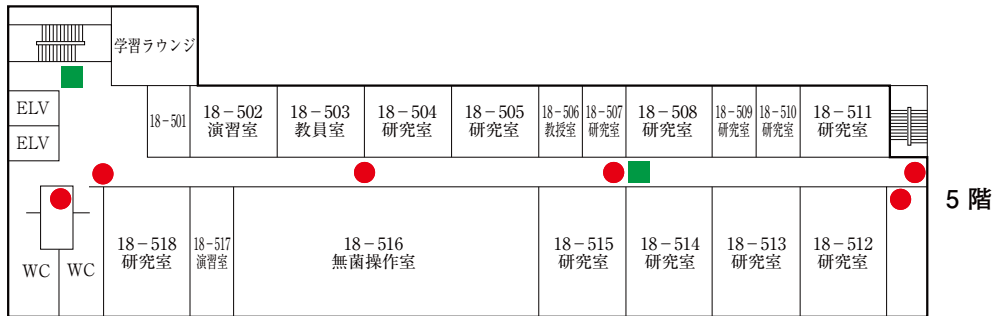 学習ラウンジ
ELV
ELV
18-501
18-502
演習室
18-503
教員室
18-504
研究室
18-505
研究室
18-506
教授室
18-507
研究室
18-508
研究室
18-509
研究室
18-510
研究室
18-511
研究室
5 階
WC
WC
18-518
研究室
18-517
演習室
18-516
無菌操作室
18-515
研究室
18-514
研究室
18-513
研究室
18-512
研究室